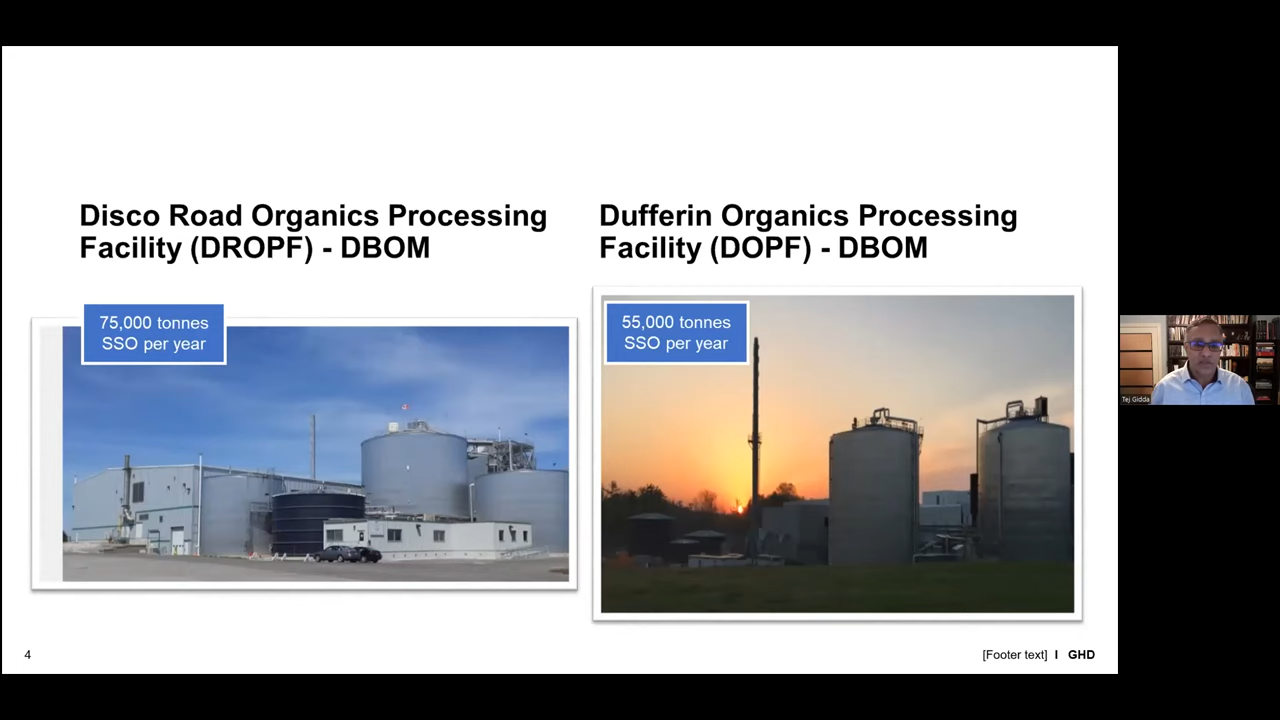 Disco Road Organics Processing
Facility (DROPF) - DBOM
75,000 tonnes
SSO per year
Dufferin Organics Processing
Facility (DOPF) - DBOM
55,000 tonnes
SSO per year
4
[Footer text] I GHD
Tej Gidda